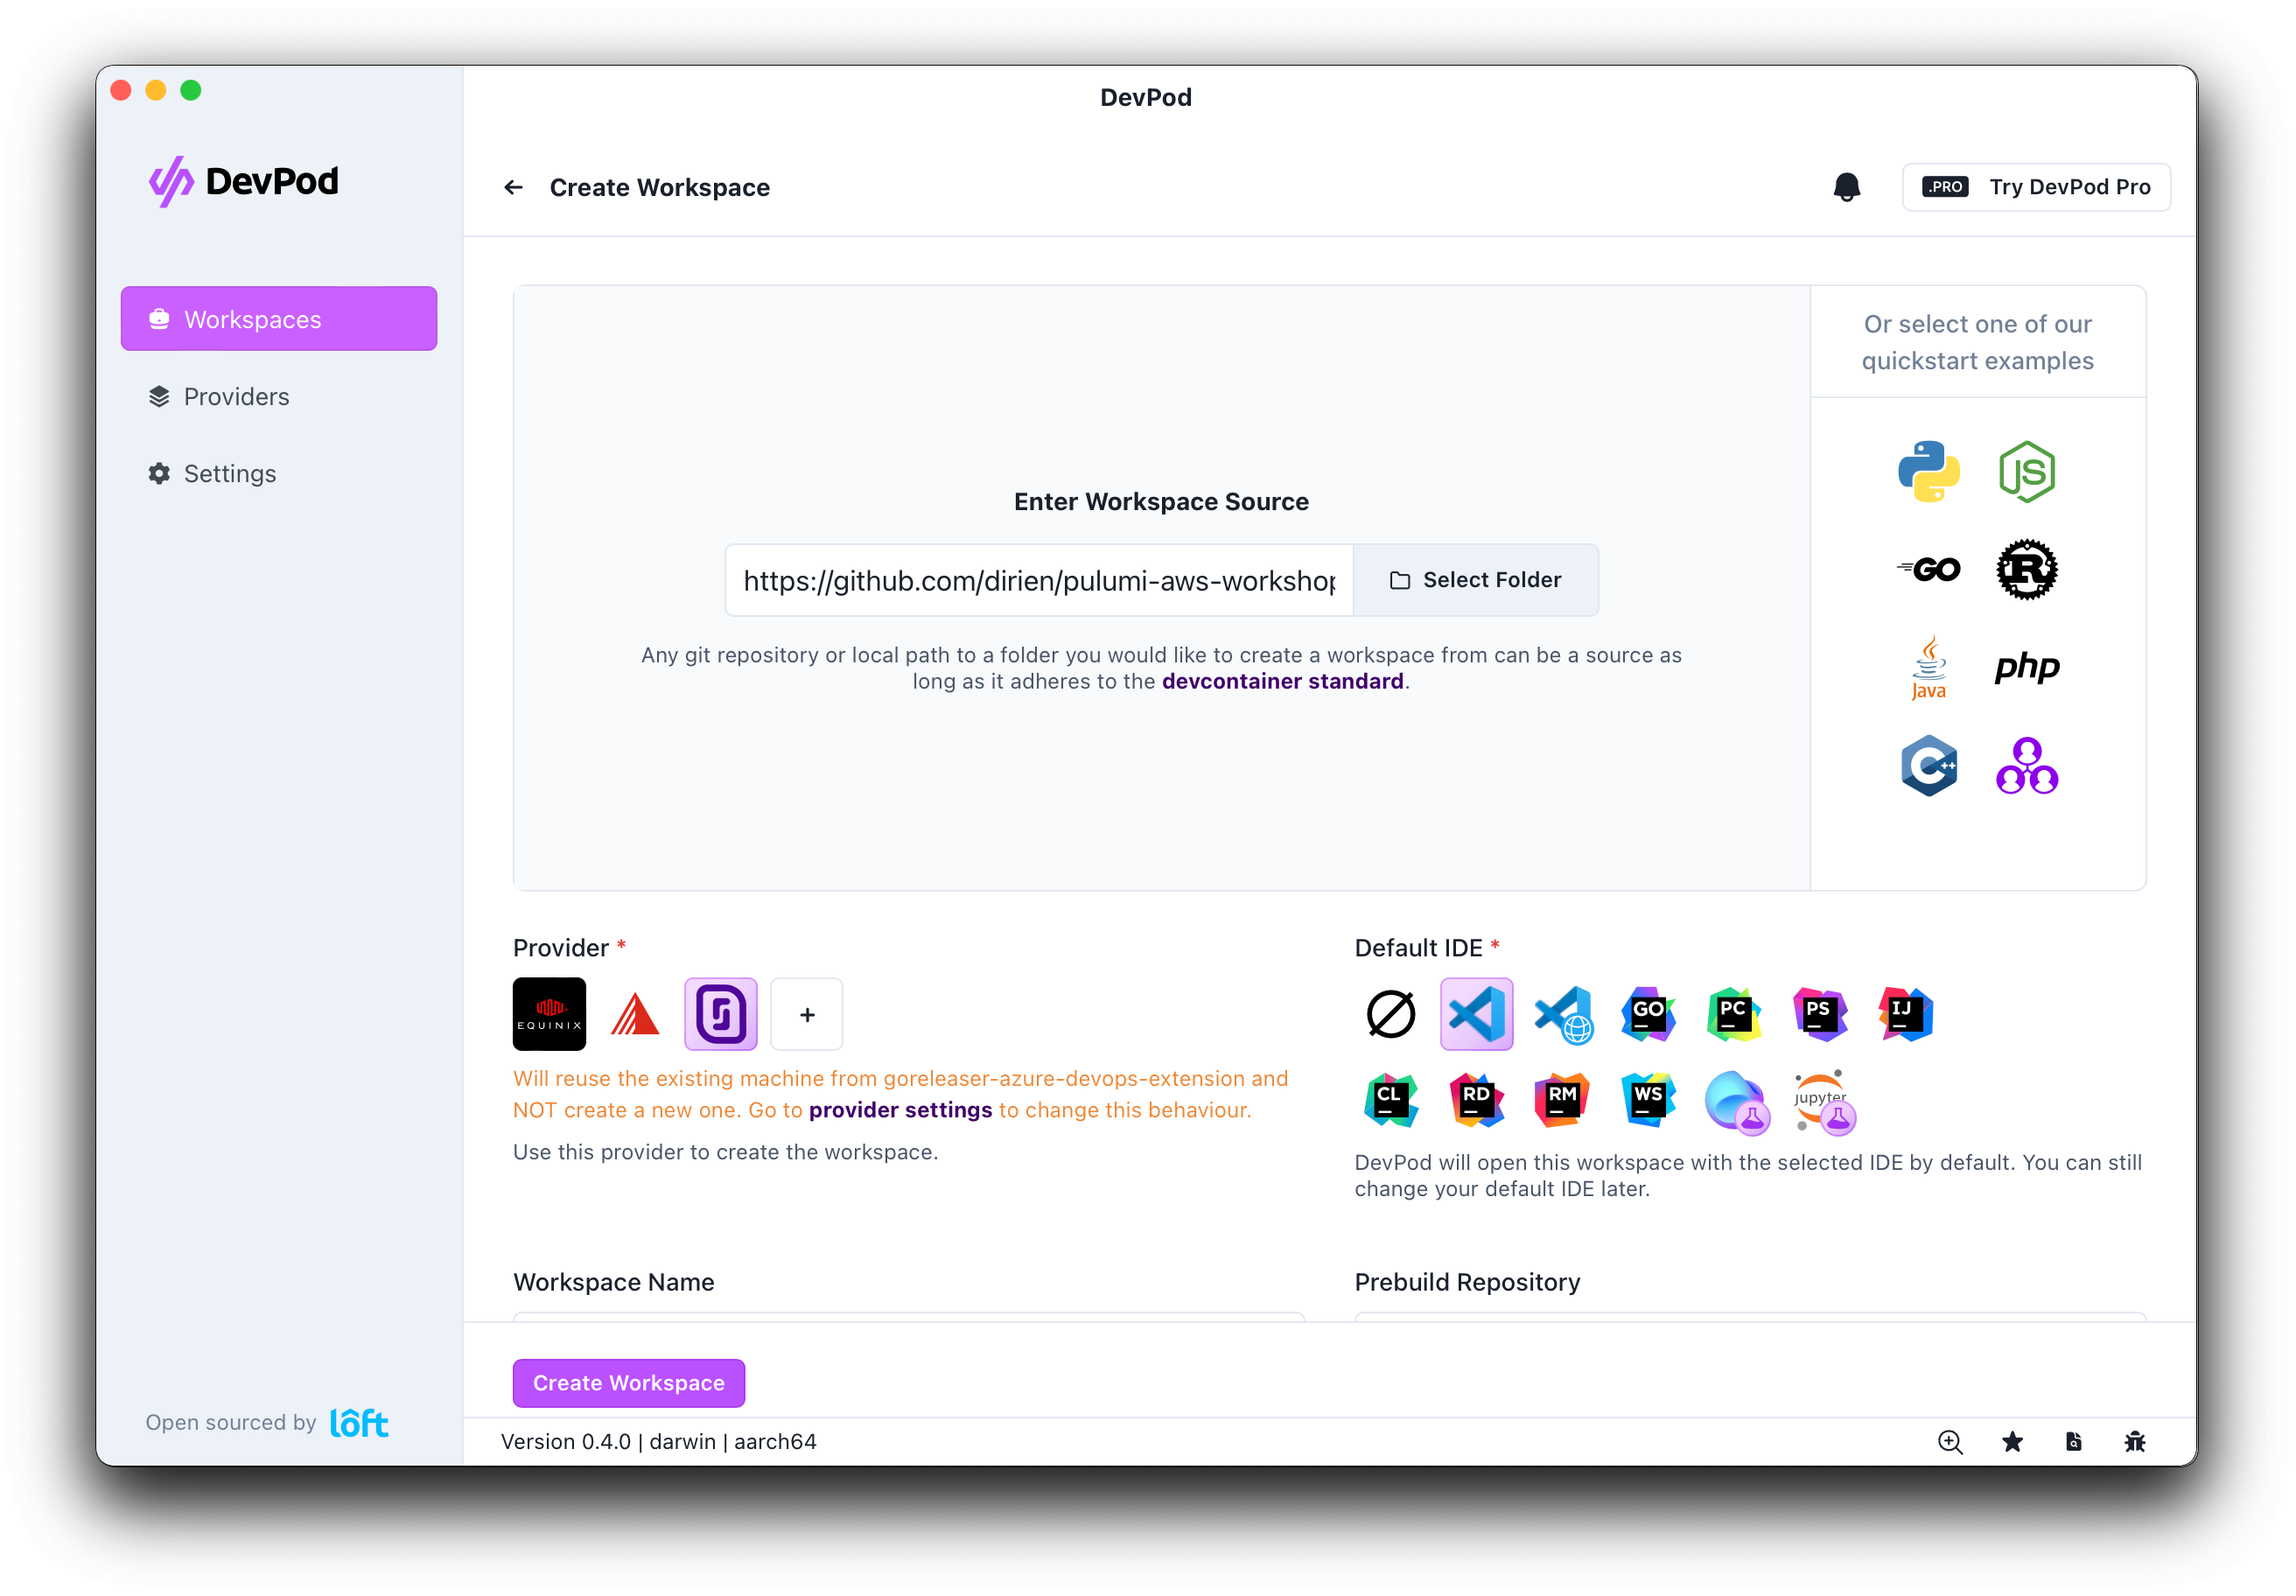 DevPod
DevPod
Create Workspace
.PRO Try DevPod Pro
Workspaces
Providers
Settings
Or select one of our
quickstart examples
Enter Workspace Source
https://github.com/dirien/pulumi-aws-workshop
Select Folder
Any git repository or local path to a folder you would like to create a workspace from can be a source as
long as it adheres to the devcontainer standard.
JS
GO
R
Java
php
C++
Provider *
EQUINIX
+
Will reuse the existing machine from goreleaser-azure-devops-extension and
NOT create a new one. Go to provider settings to change this behaviour.
Use this provider to create the workspace.
Default IDE *
GO PC PS IJ
CL RD RM WS jupyter
DevPod will open this workspace with the selected IDE by default. You can still
change your default IDE later.
Workspace Name
Prebuild Repository
Create Workspace
Open sourced by loft
Version 0.4.0 | darwin | aarch64